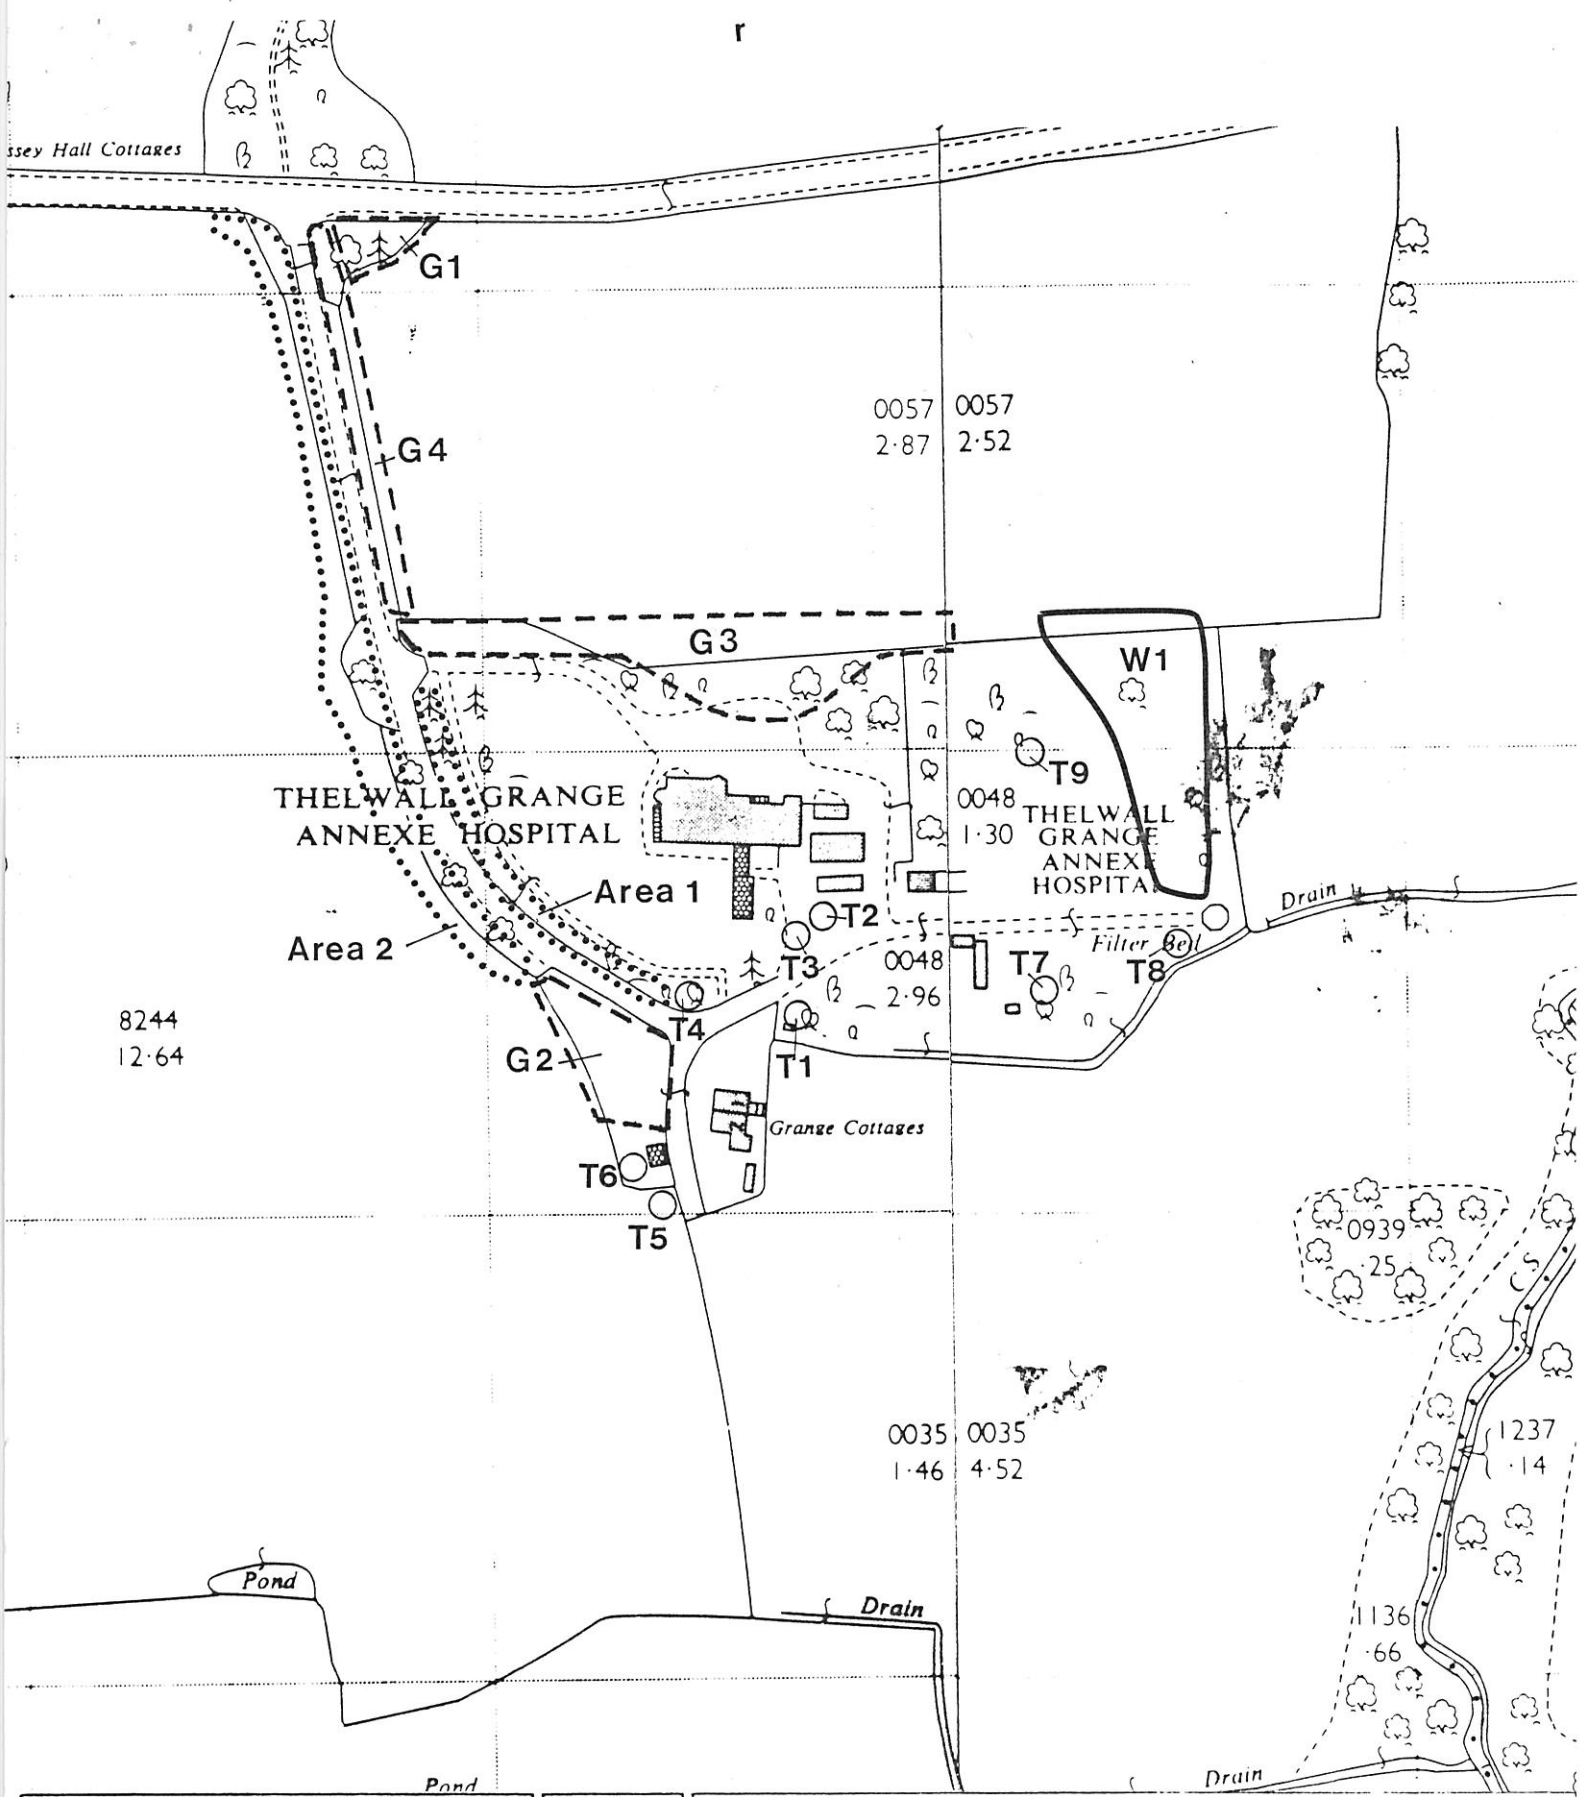 r
ssey Hall Cottages
G1
G4
0057 0057
2·87 2·52
G3
W1
T9
THELWALL GRANGE
ANNEXE HOSPITAL
0048
1·30
THELWALL
GRANGE
ANNEXE
HOSPITAL
Area 1
Area 2
T2
T3
Drain
Filter Bed
0048
2·96
T7
T8
8244
12·64
T4
G2
T1
Grange Cottages
T6
T5
0939
·25
CS
0035 0035
1·46 4·52
1237
·14
Pond
Drain
1136
·66
Pond
Drain